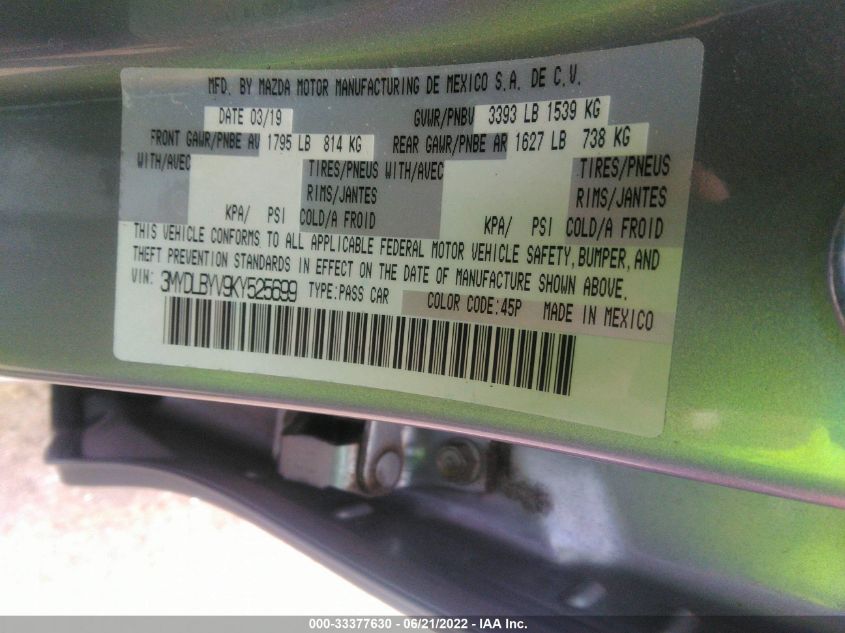 MFD. BY MAZDA MOTOR MANUFACTURING DE MEXICO S.A. DE C.V.
DATE 03/19 GVWR/PNBV 3393 LB 1539 KG
FRONT GAWR/PNBE AV 1795 LB 814 KG REAR GAWR/PNBE AR 1627 LB 738 KG
WITH/AVEC TIRES/PNEUS WITH/AVEC TIRES/PNEUS
RIMS/JANTES RIMS/JANTES
KPA/ PSI COLD/A FROID KPA/ PSI COLD/A FROID
THIS VEHICLE CONFORMS TO ALL APPLICABLE FEDERAL MOTOR VEHICLE SAFETY, BUMPER, AND
THEFT PREVENTION STANDARDS IN EFFECT ON THE DATE OF MANUFACTURE SHOWN ABOVE.
VIN: 3MYDLBYV9KY525699 TYPE:PASS CAR COLOR CODE:45P MADE IN MEXICO
000-33377630 - 06/21/2022 - IAA Inc.